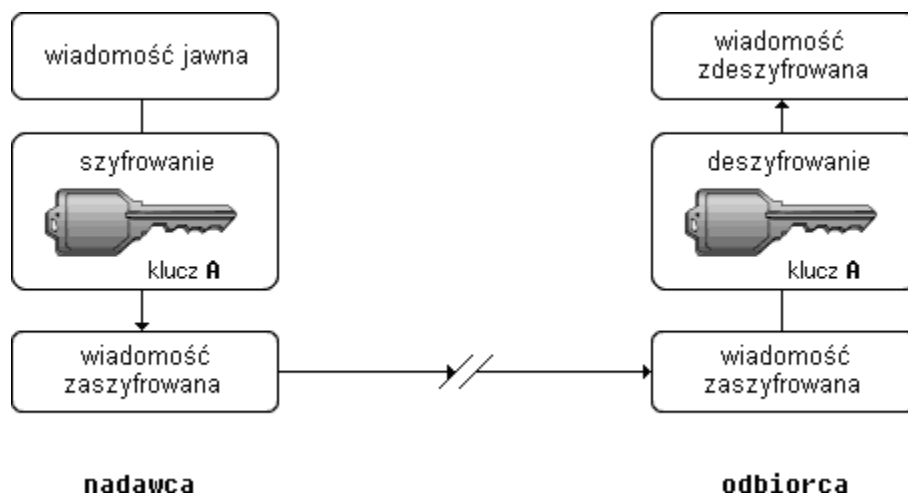 wiadomość jawna
szyfrowanie
klucz A
wiadomość
zaszyfrowana
nadawca
wiadomość
zdeszyfrowana
deszyfrowanie
klucz A
wiadomość
zaszyfrowana
odbiorca